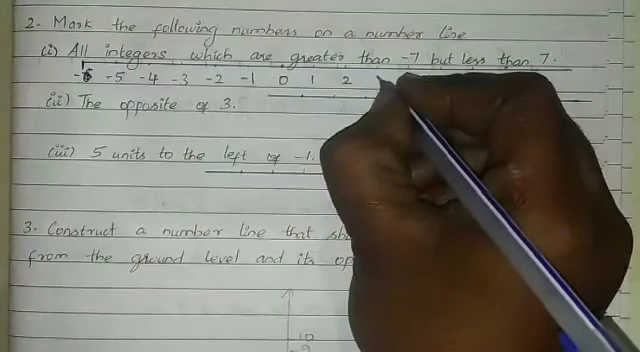 2. Mark the following numbers on a number line
(i) All integers which are greater than -7 but less than 7.
-6 -5 -4 -3 -2 -1 0 1 2
(ii) The opposite of 3.
(iii) 5 units to the left of -1.
3. Construct a number line that
from the ground level and its
10
9